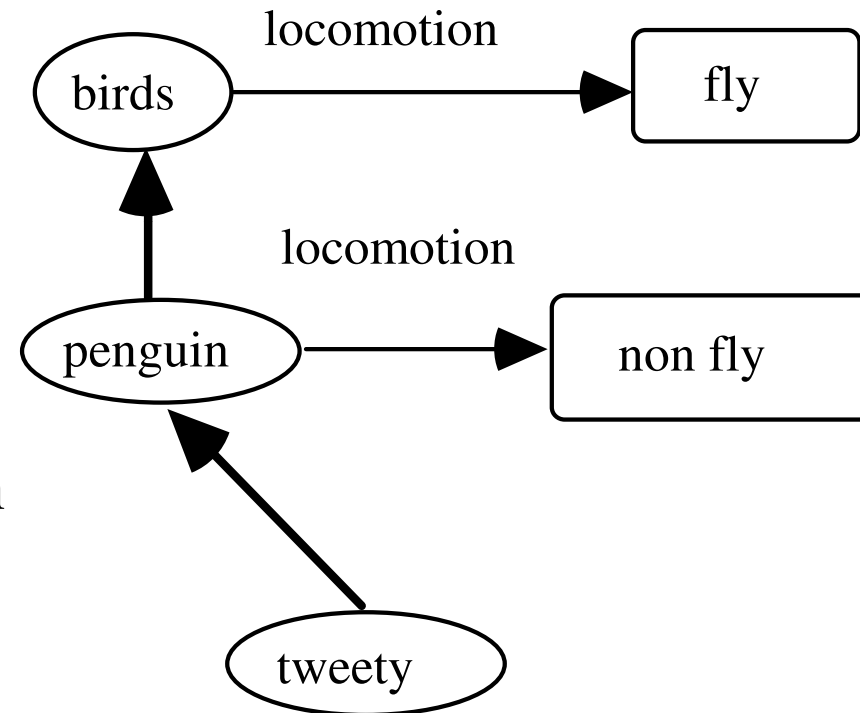 locomotion
birds
fly
locomotion
penguin
non fly
tweety